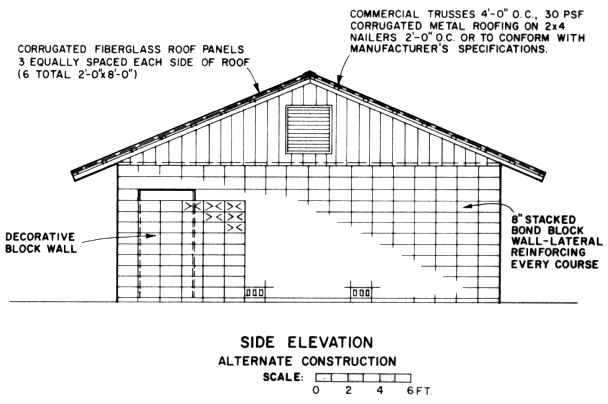 COMMERCIAL TRUSSES 4'-0" O.C., 30 PSF
CORRUGATED METAL ROOFING ON 2x4
NAILERS 2'-0" O.C. OR TO CONFORM WITH
MANUFACTURER'S SPECIFICATIONS.
CORRUGATED FIBERGLASS ROOF PANELS
3 EQUALLY SPACED EACH SIDE OF ROOF
(6 TOTAL 2'-0"x8'-0")
DECORATIVE
BLOCK WALL
8" STACKED
BOND BLOCK
WALL-LATERAL
REINFORCING
EVERY COURSE
SIDE ELEVATION
ALTERNATE CONSTRUCTION
SCALE:
0 2 4 6 FT.